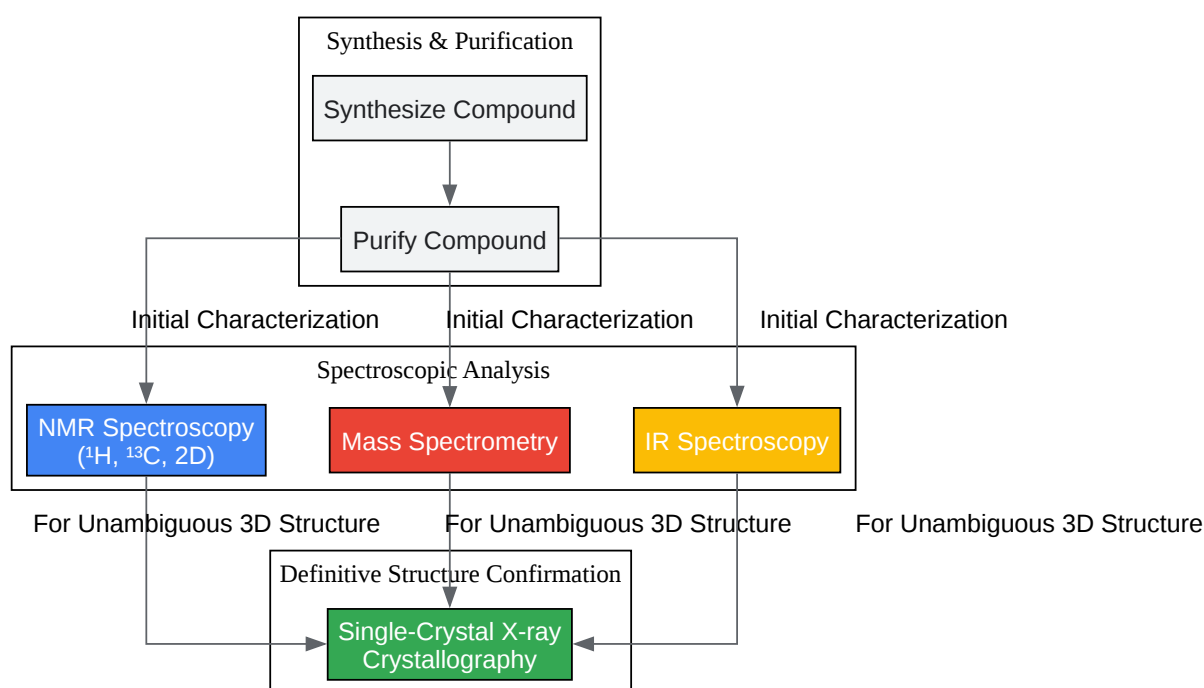 Synthesis & Purification
Synthesize Compound
Purify Compound
Initial Characterization
Initial Characterization
Initial Characterization
Spectroscopic Analysis
NMR Spectroscopy
(¹H, ¹³C, 2D)
Mass Spectrometry
IR Spectroscopy
For Unambiguous 3D Structure
For Unambiguous 3D Structure
For Unambiguous 3D Structure
Definitive Structure Confirmation
Single-Crystal X-ray
Crystallography